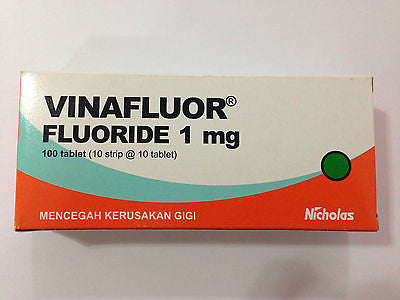 VINAFLUOR®
FLUORIDE 1 mg
100 tablet (10 strip @ 10 tablet)
MENCEGAH KERUSAKAN GIGI
Nicholas